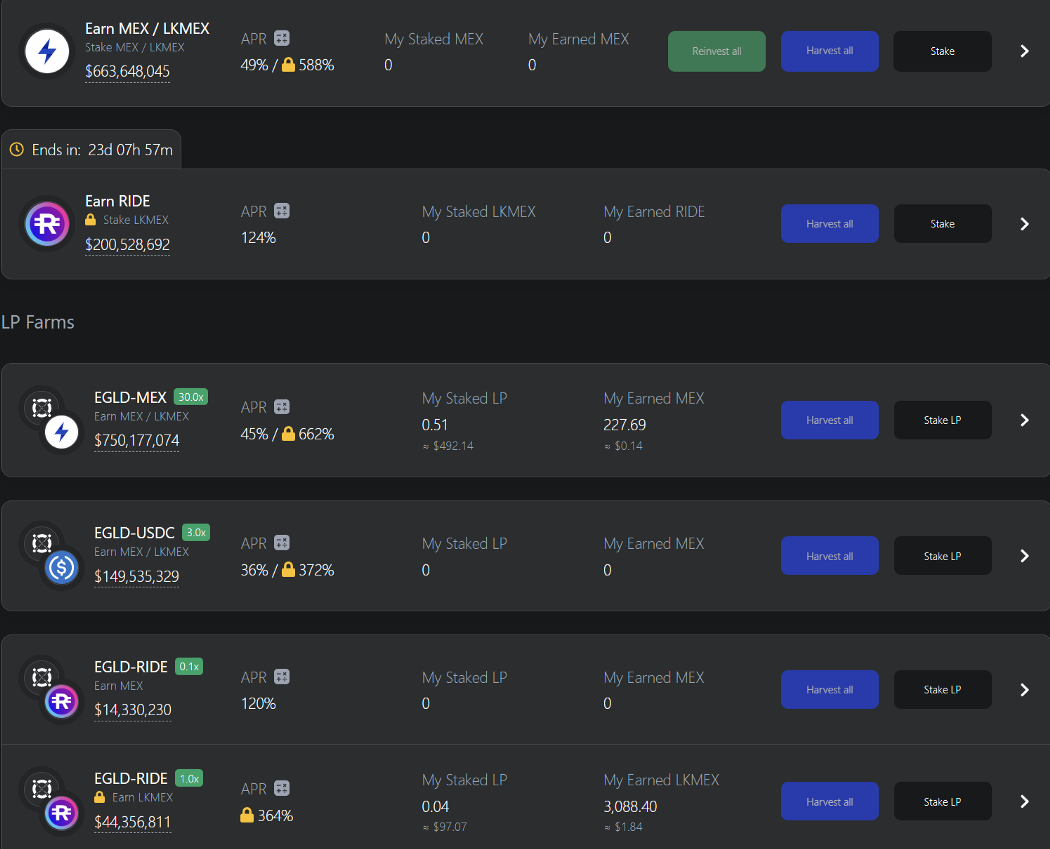 Earn MEX / LKMEX
Stake MEX / LKMEX
$663,648,045
APR
49% / 588%
My Staked MEX
0
My Earned MEX
0
Reinvest all
Harvest all
Stake
Ends in: 23d 07h 57m
Earn RIDE
Stake LKMEX
$200,528,692
APR
124%
My Staked LKMEX
0
My Earned RIDE
0
Harvest all
Stake
LP Farms
EGLD-MEX 30.0x
Earn MEX / LKMEX
$750,177,074
APR
45% / 662%
My Staked LP
0.51
≈ $492.14
My Earned MEX
227.69
≈ $0.14
Harvest all
Stake LP
EGLD-USDC 3.0x
Earn MEX / LKMEX
$149,535,329
APR
36% / 372%
My Staked LP
0
My Earned MEX
0
Harvest all
Stake LP
EGLD-RIDE 0.1x
Earn MEX
$14,330,230
APR
120%
My Staked LP
0
My Earned MEX
0
Harvest all
Stake LP
EGLD-RIDE 1.0x
Earn LKMEX
$44,356,811
APR
364%
My Staked LP
0.04
≈ $97.07
My Earned LKMEX
3,088.40
≈ $1.84
Harvest all
Stake LP